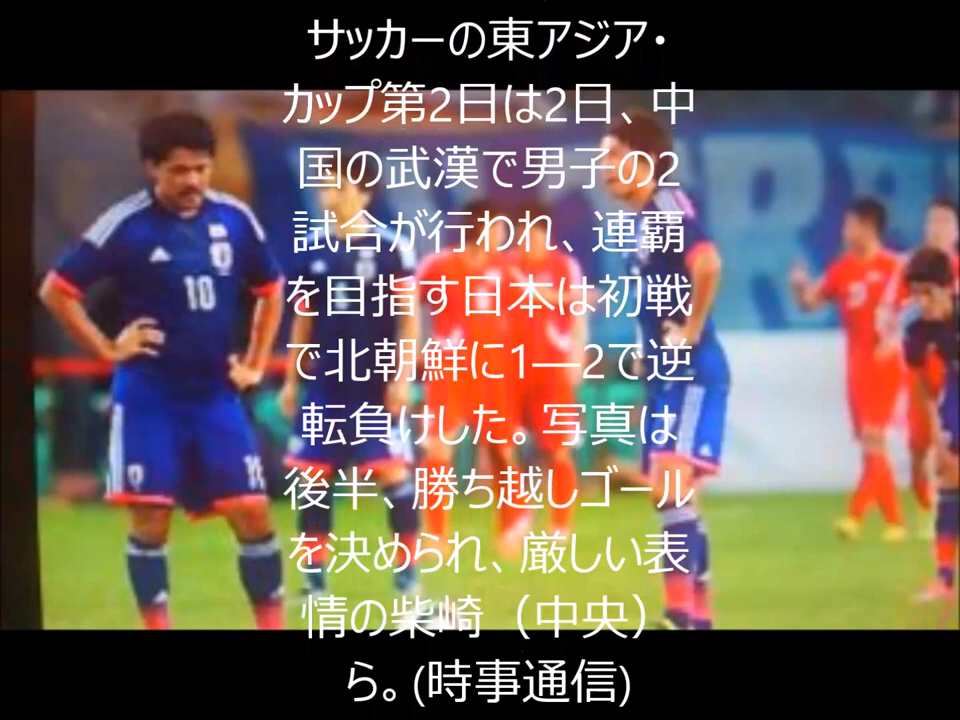 サッカーの東アジア・
カップ第2日は2日、中
国の武漢で男子の2
試合が行われ、連覇
を目指す日本は初戦
で北朝鮮に1―2で逆
転負けした。写真は
後半、勝ち越しゴール
を決められ、厳しい表
情の柴崎（中央）
ら。(時事通信)
10